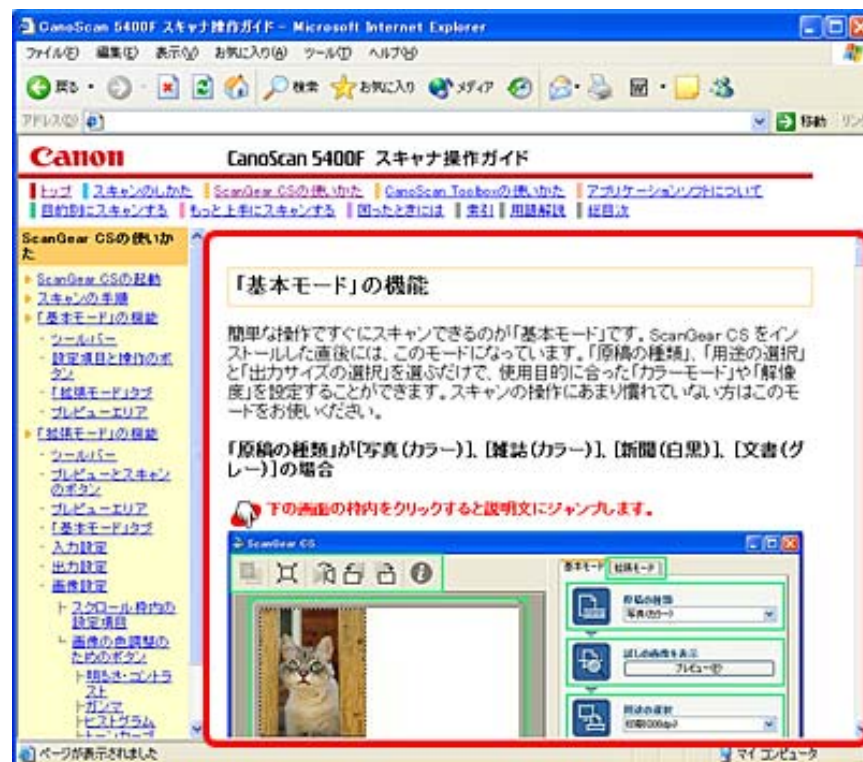 CanoScan 5400F スキャナ操作ガイド - Microsoft Internet Explorer
ファイル(F) 編集(E) 表示(V) お気に入り(A) ツール(T) ヘルプ(H)
戻る 検索 お気に入り メディア
アドレス(D) 移動 リン
Canon CanoScan 5400F スキャナ操作ガイド
トップ スキャンのしかた ScanGear CSの使いかた CanoScan Toolboxの使いかた アプリケーションソフトについて
目的別にスキャンする もっと上手にスキャンする 困ったときには 索引 用語解説 総目次
ScanGear CSの使いか
た
ScanGear CSの起動
スキャンの手順
「基本モード」の機能
ツールバー
設定項目と操作のボ
タン
「拡張モード」タブ
プレビューエリア
「拡張モード」の機能
ツールバー
プレビューとスキャン
のボタン
プレビューエリア
「基本モード」タブ
入力設定
出力設定
画像設定
スクロール枠内の
設定項目
画像の色調整の
ためのボタン
明るさ・コントラ
スト
ガンマ
ヒストグラム
トーンカーブ
「基本モード」の機能
簡単な操作ですぐにスキャンできるのが「基本モード」です。ScanGear CS をイン
ストールした直後には、このモードになっています。「原稿の種類」、「用途の選択」
と「出力サイズの選択」を選ぶだけで、使用目的に合った「カラーモード」や「解像
度」を設定することができます。スキャンの操作にあまり慣れていない方はこのモ
ードをお使いください。
「原稿の種類」が[写真(カラー)]、[雑誌(カラー)]、[新聞(白黒)]、[文書(グ
レー)]の場合
下の画面の枠内をクリックすると説明文にジャンプします。
ScanGear CS
基本モード 拡張モード
原稿の種類
写真(カラー)
試しの画像を表示
プレビュー(P)
用途の選択
印刷(300dpi)
ページが表示されました マイ コンピュータ